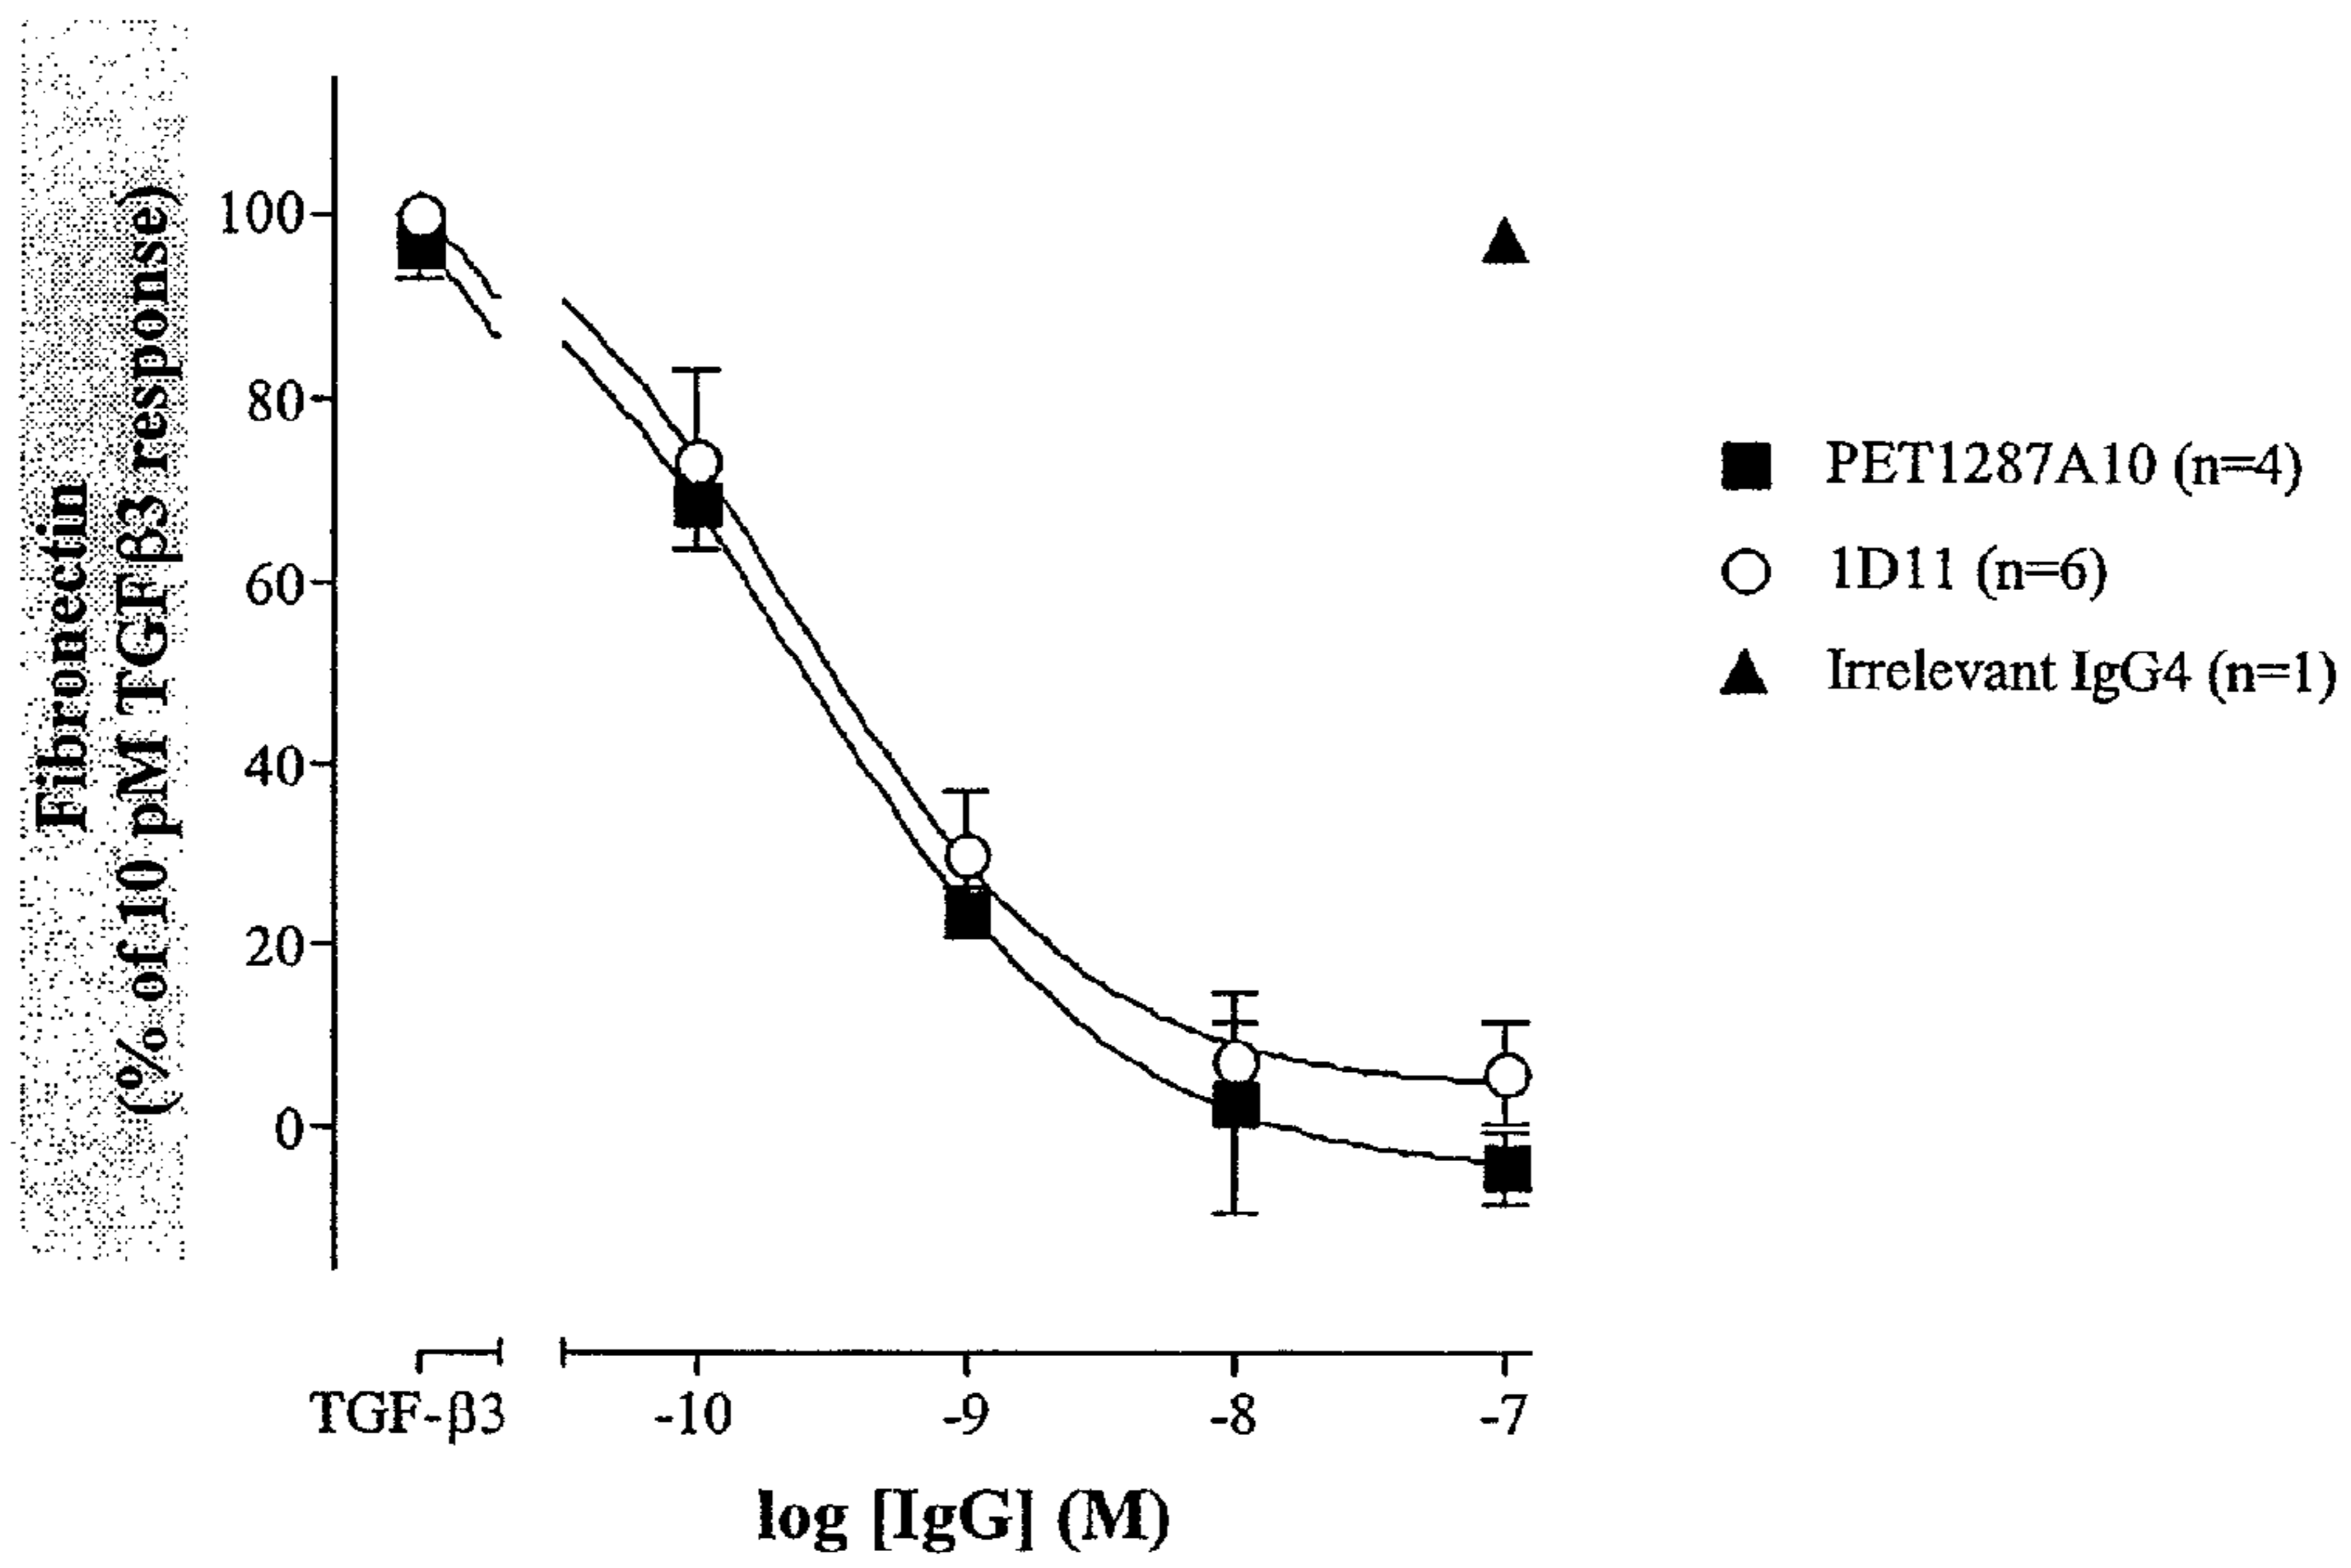 Fibronectin
(% of 10 pM TGFβ3 response)
100
80
60
40
20
0
TGF-β3
-10
-9
-8
-7
log [IgG] (M)
PET1287A10 (n=4)
1D11 (n=6)
Irrelevant IgG4 (n=1)